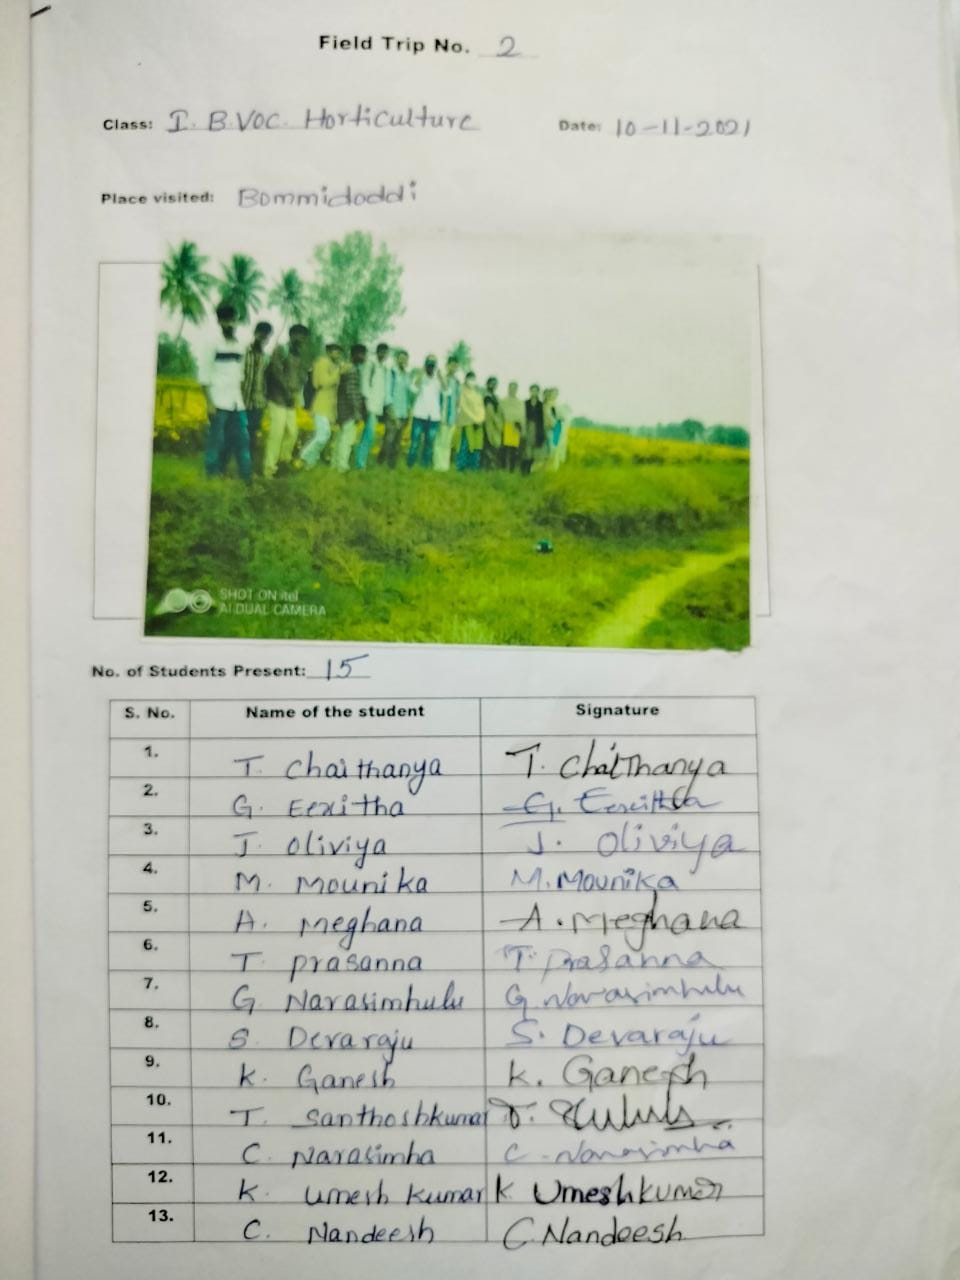 Field Trip No. 2
Class: I. B.VOC. Horticulture Date: 10-11-2021
Place visited: Bommidoddi
SHOT ON itel
AI DUAL CAMERA
No. of Students Present: 15
S. No. Name of the student Signature
1. T. Chaithanya T. Chaithanya
2. G. G.
3. J. Oliviya J. Oliviya
4. M. Mounika M. Mounika
5. A. Meghana A. Meghana
6. T. prasanna T. prasanna
7. G. Narasimhulu G. Narasimhulu
8. S. Devaraju S. Devaraju
9. K. Ganesh K. Ganesh
10. T. Santhoshkumar T.
11. C. Narasimha C. Narasimha
12. K. Umesh kumar K Umeshkumar
13. C. Nandeesh C. Nandeesh